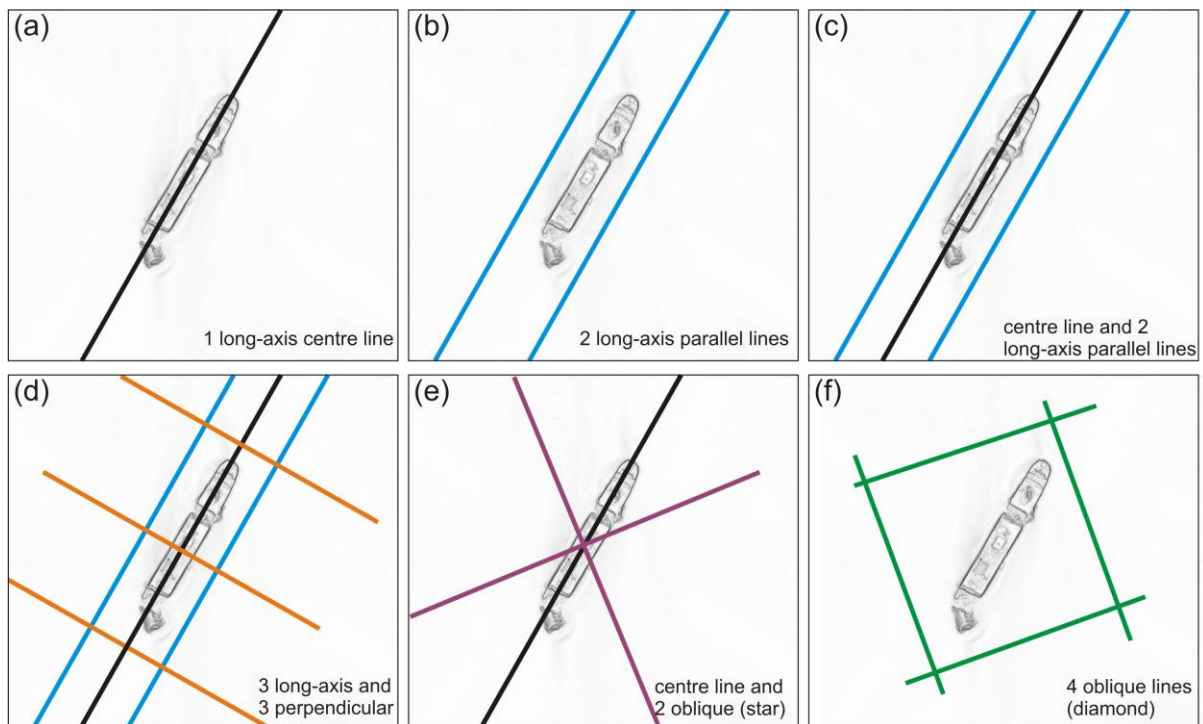 (a)
1 long-axis centre line
(b)
2 long-axis parallel lines
(c)
centre line and 2
long-axis parallel lines
(d)
3 long-axis and
3 perpendicular
(e)
centre line and
2 oblique (star)
(f)
4 oblique lines
(diamond)